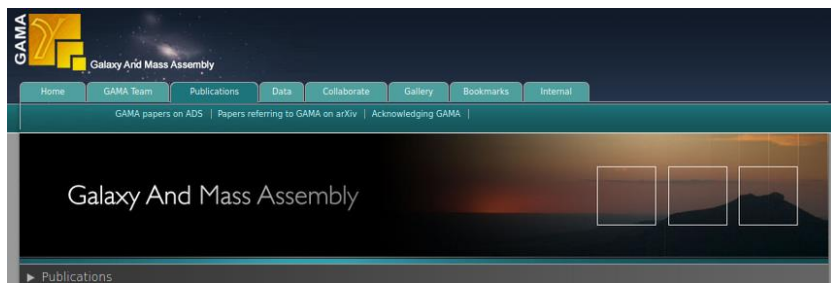 GAMA
Galaxy And Mass Assembly
Home GAMA Team Publications Data Collaborate Gallery Bookmarks Internal
GAMA papers on ADS | Papers referring to GAMA on arXiv | Acknowledging GAMA |
Galaxy And Mass Assembly
► Publications